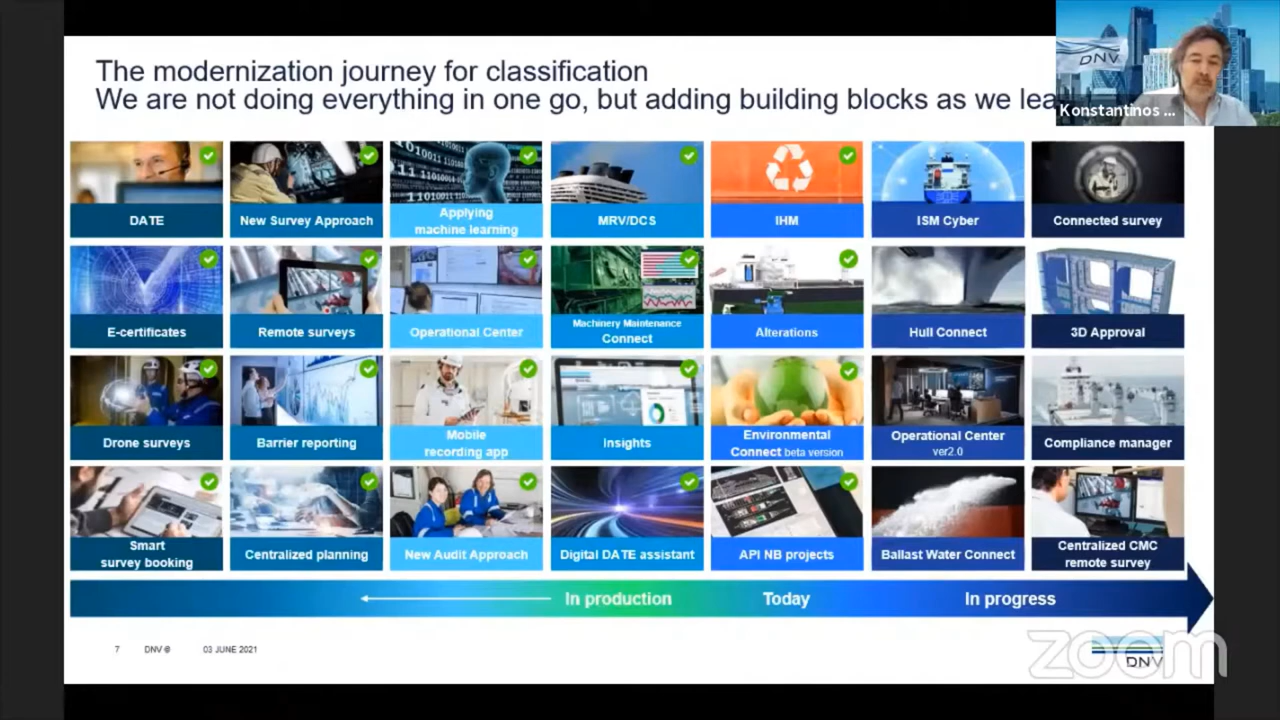 The modernization journey for classification
We are not doing everything in one go, but adding building blocks as we lea
DNV
Konstantinos ...
DATE
New Survey Approach
Applying
machine learning
MRV/DCS
IHM
ISM Cyber
Connected survey
E-certificates
Remote surveys
Operational Center
Machinery Maintenance
Connect
Alterations
Hull Connect
3D Approval
Drone surveys
Barrier reporting
Mobile
recording app
Insights
Environmental
Connect beta version
Operational Center
ver2.0
Compliance manager
Smart
survey booking
Centralized planning
New Audit Approach
Digital DATE assistant
API NB projects
Ballast Water Connect
Centralized CMC
remote survey
In production
Today
In progress
7 DNV @ 03 JUNE 2021
zoom
DNV